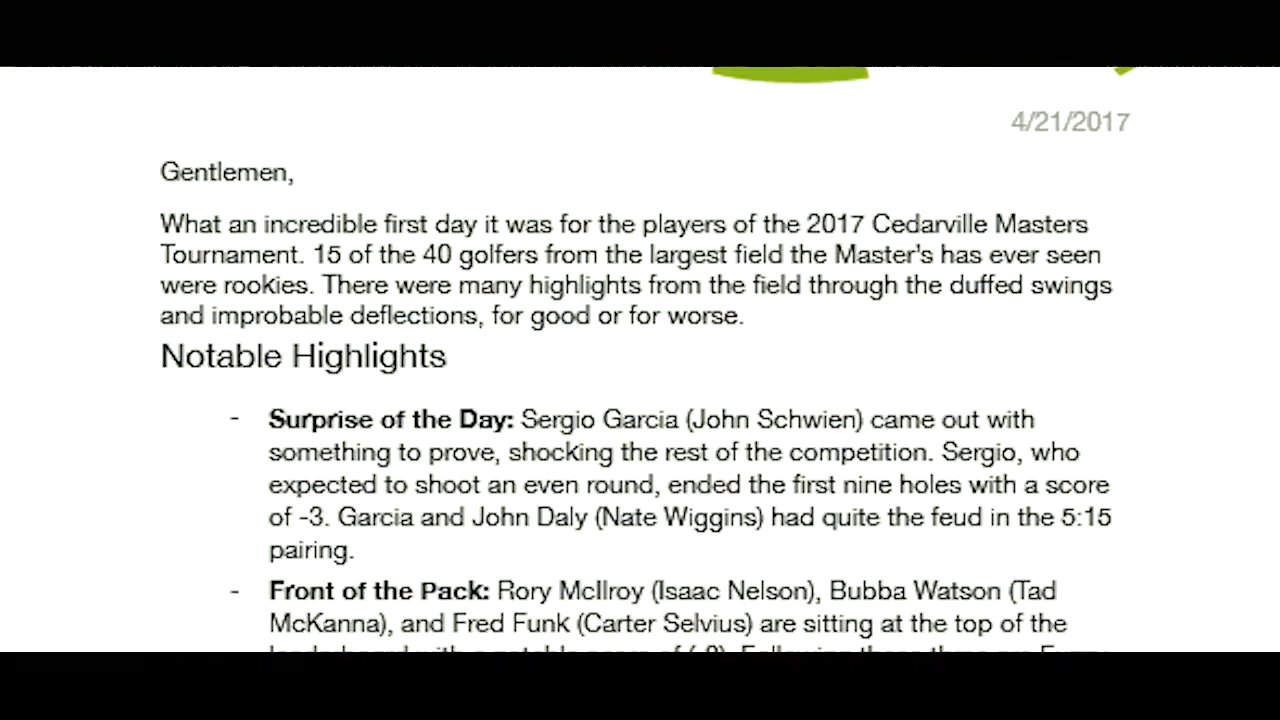 4/21/2017
Gentlemen,
What an incredible first day it was for the players of the 2017 Cedarville Masters
Tournament. 15 of the 40 golfers from the largest field the Master's has ever seen
were rookies. There were many highlights from the field through the duffed swings
and improbable deflections, for good or for worse.
Notable Highlights
- Surprise of the Day: Sergio Garcia (John Schwien) came out with
something to prove, shocking the rest of the competition. Sergio, who
expected to shoot an even round, ended the first nine holes with a score
of -3. Garcia and John Daly (Nate Wiggins) had quite the feud in the 5:15
pairing.
- Front of the Pack: Rory McIlroy (Isaac Nelson), Bubba Watson (Tad
McKanna), and Fred Funk (Carter Selvius) are sitting at the top of the